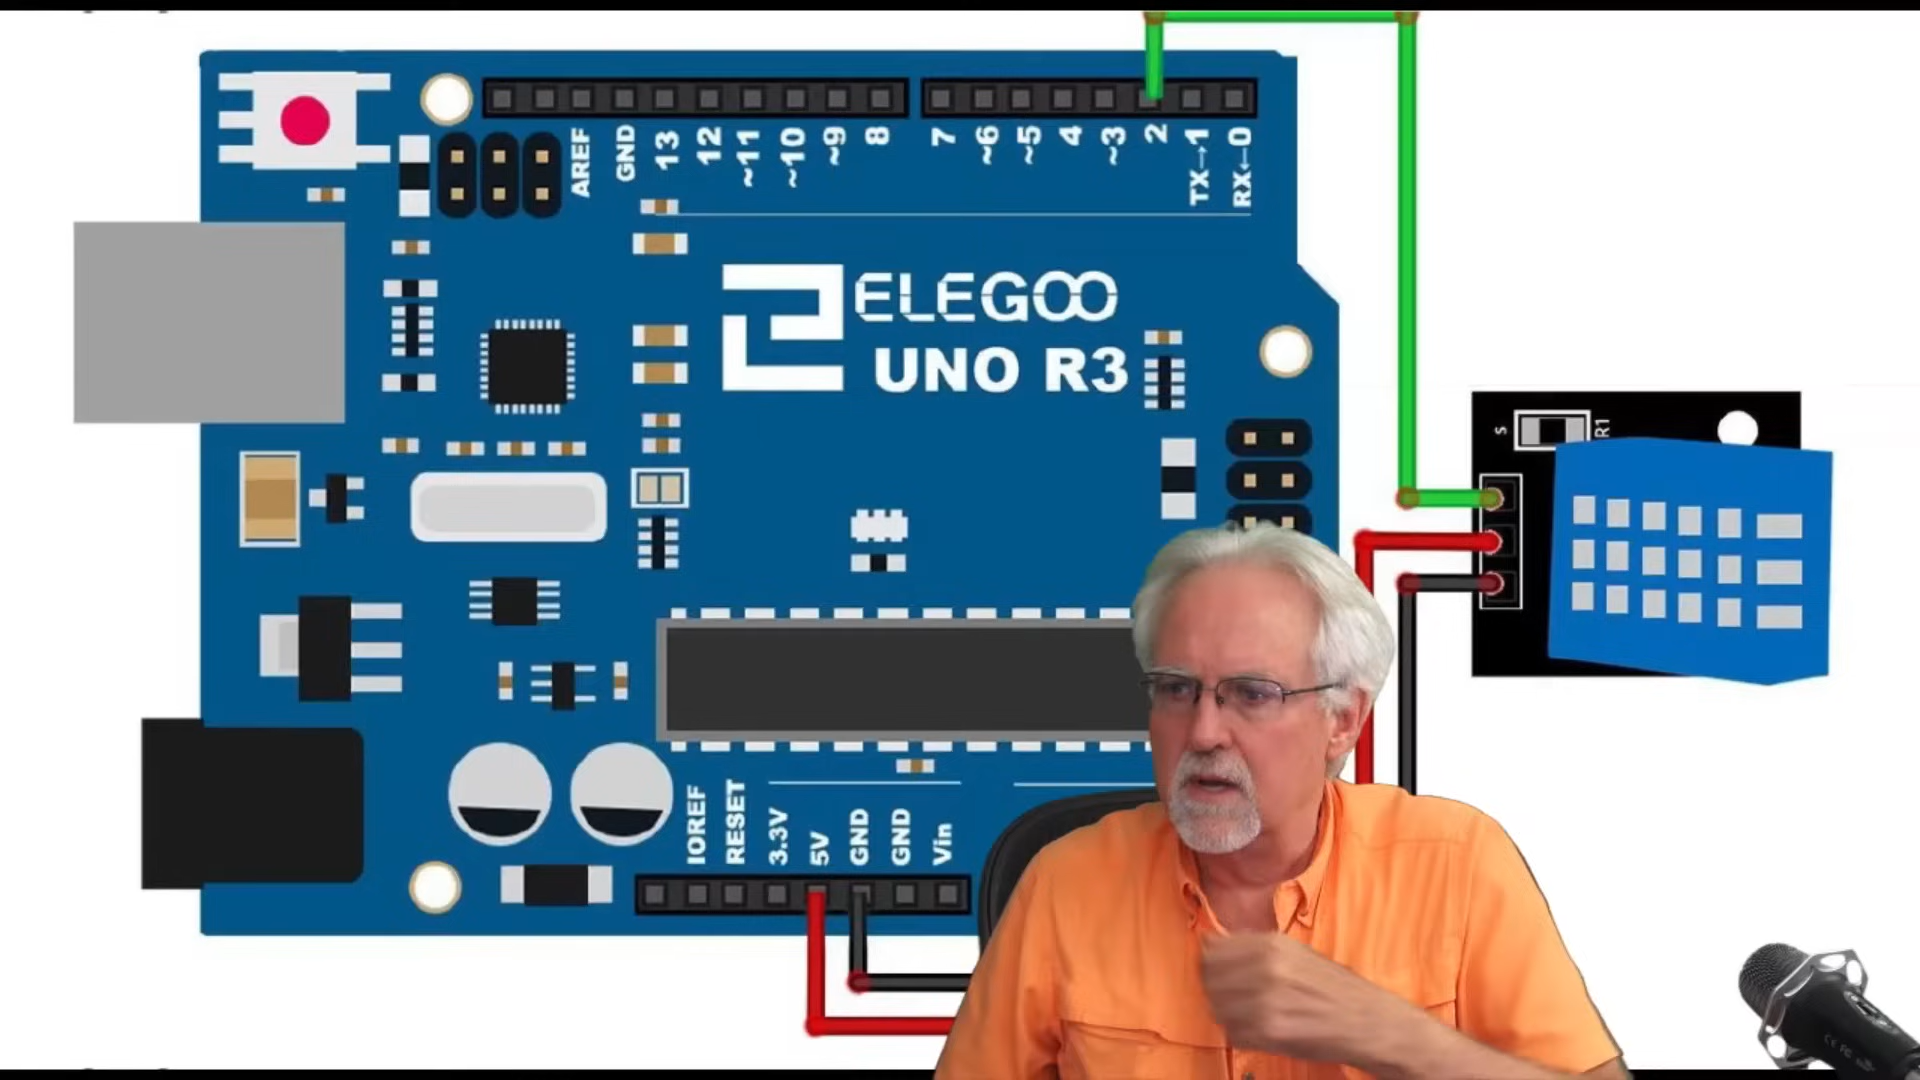 AREF
GND
13
12
~11
~10
~9
8
7
~6
~5
4
~3
2
TX→1
RX←0
ELEGOO
UNO R3
S
R1
IOREF
RESET
3.3V
5V
GND
GND
Vin